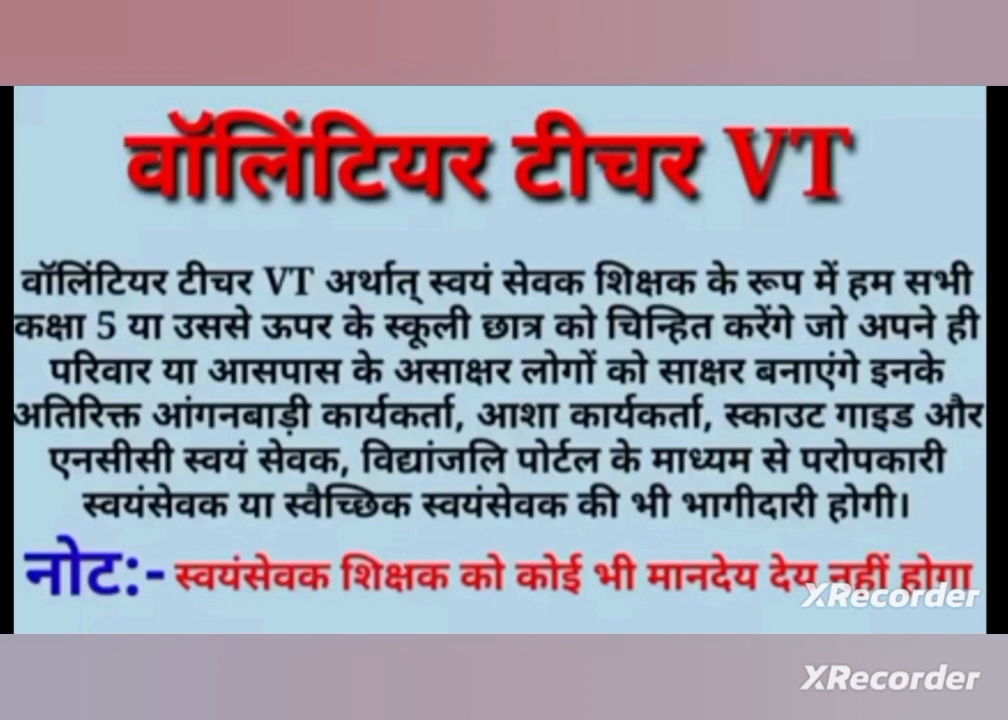 वॉलिंटियर टीचर VT
वॉलिंटियर टीचर VT अर्थात् स्वयं सेवक शिक्षक के रूप में हम सभी
कक्षा 5 या उससे ऊपर के स्कूली छात्र को चिन्हित करेंगे जो अपने ही
परिवार या आसपास के असाक्षर लोगों को साक्षर बनाएंगे इनके
अतिरिक्त आंगनबाड़ी कार्यकर्ता, आशा कार्यकर्ता, स्काउट गाइड और
एनसीसी स्वयं सेवक, विद्यांजलि पोर्टल के माध्यम से परोपकारी
स्वयंसेवक या स्वैच्छिक स्वयंसेवक की भी भागीदारी होगी।
नोट:- स्वयंसेवक शिक्षक को कोई भी मानदेय देय नहीं होगा
XRecorder
XRecorder